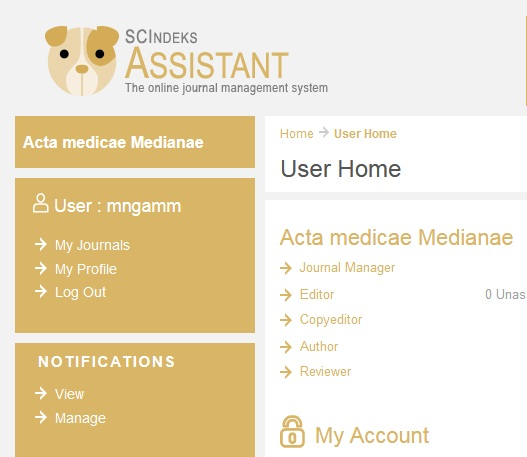 SCINDEKS
ASSISTANT
The online journal management system
Acta medicae Medianae
User : mngamm
My Journals
My Profile
Log Out
NOTIFICATIONS
View
Manage
Home User Home
User Home
Acta medicae Medianae
Journal Manager
Editor 0 Unas
Copyeditor
Author
Reviewer
My Account